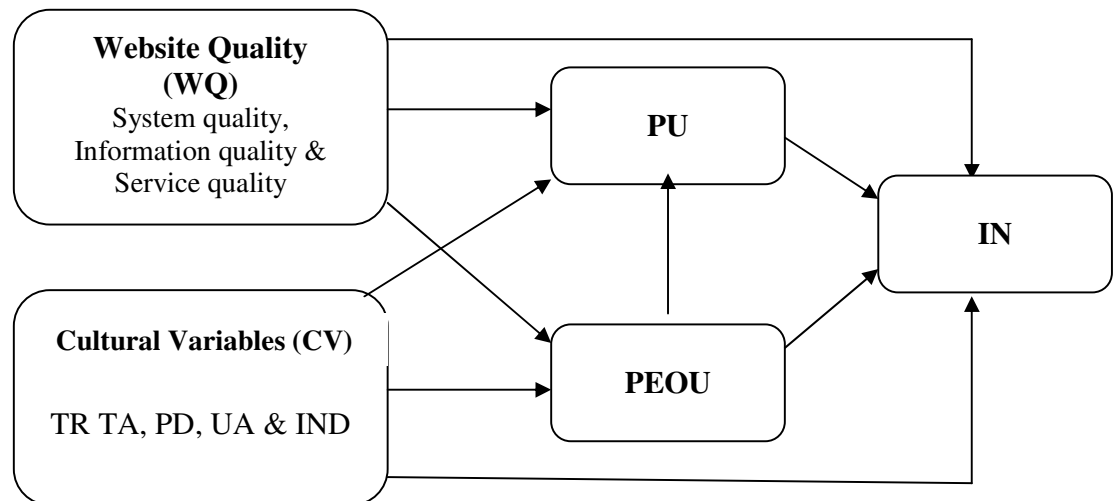 Website Quality
(WQ)
System quality,
Information quality &
Service quality
PU
IN
Cultural Variables (CV)
TR TA, PD, UA & IND
PEOU